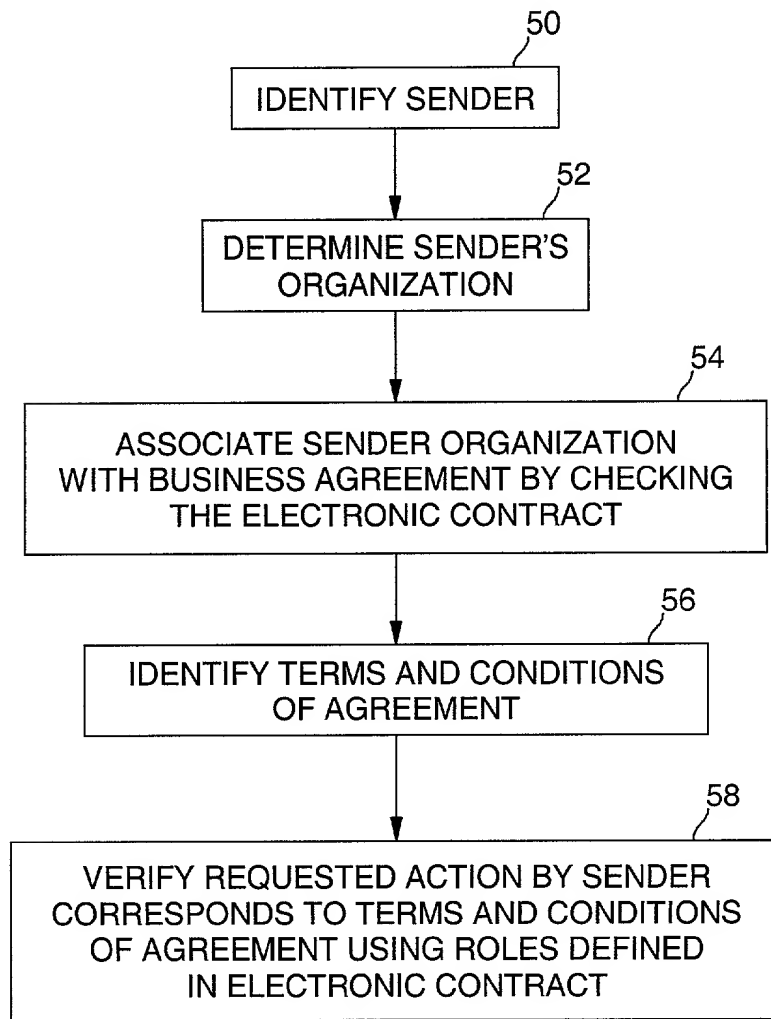 50
IDENTIFY SENDER
52
DETERMINE SENDER'S
ORGANIZATION
54
ASSOCIATE SENDER ORGANIZATION
WITH BUSINESS AGREEMENT BY CHECKING
THE ELECTRONIC CONTRACT
56
IDENTIFY TERMS AND CONDITIONS
OF AGREEMENT
58
VERIFY REQUESTED ACTION BY SENDER
CORRESPONDS TO TERMS AND CONDITIONS
OF AGREEMENT USING ROLES DEFINED
IN ELECTRONIC CONTRACT